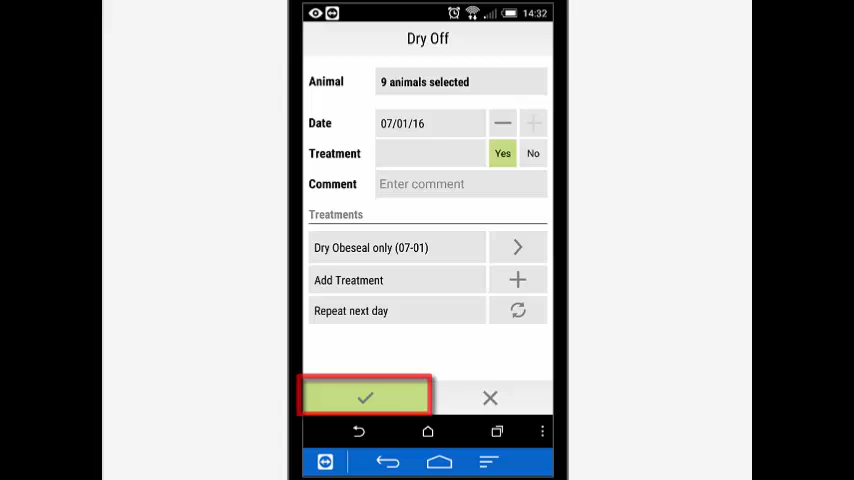 14:32
Dry Off
Animal 9 animals selected
Date 07/01/16
Treatment Yes No
Comment Enter comment
Treatments
Dry Obeseal only (07-01)
Add Treatment
Repeat next day